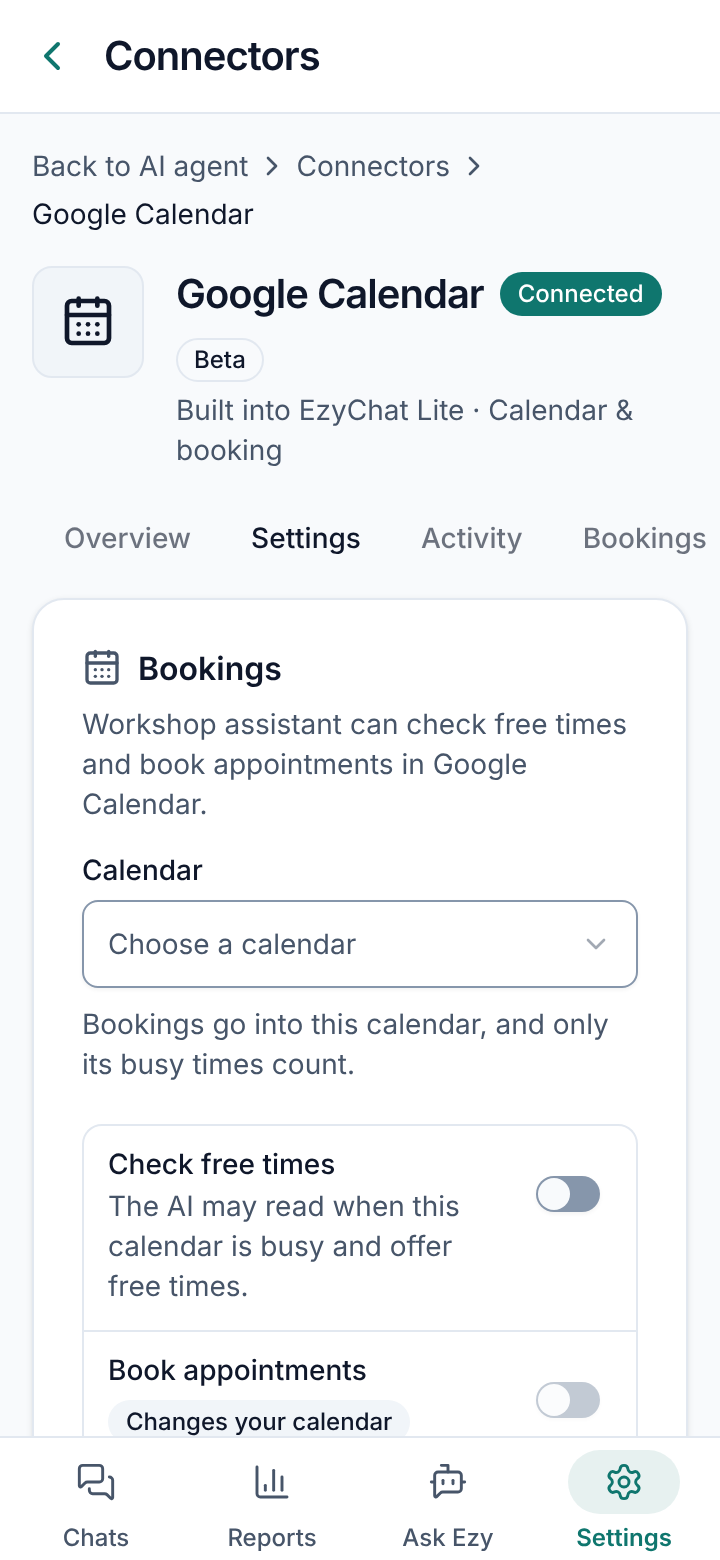 Connectors
Back to AI agent > Connectors >
Google Calendar
Google Calendar Connected
Beta
Built into EzyChat Lite · Calendar &
booking
Overview Settings Activity Bookings
Bookings
Workshop assistant can check free times
and book appointments in Google
Calendar.
Calendar
Choose a calendar
Bookings go into this calendar, and only
its busy times count.
Check free times
The AI may read when this
calendar is busy and offer
free times.
Book appointments
Changes your calendar
Chats Reports Ask Ezy Settings